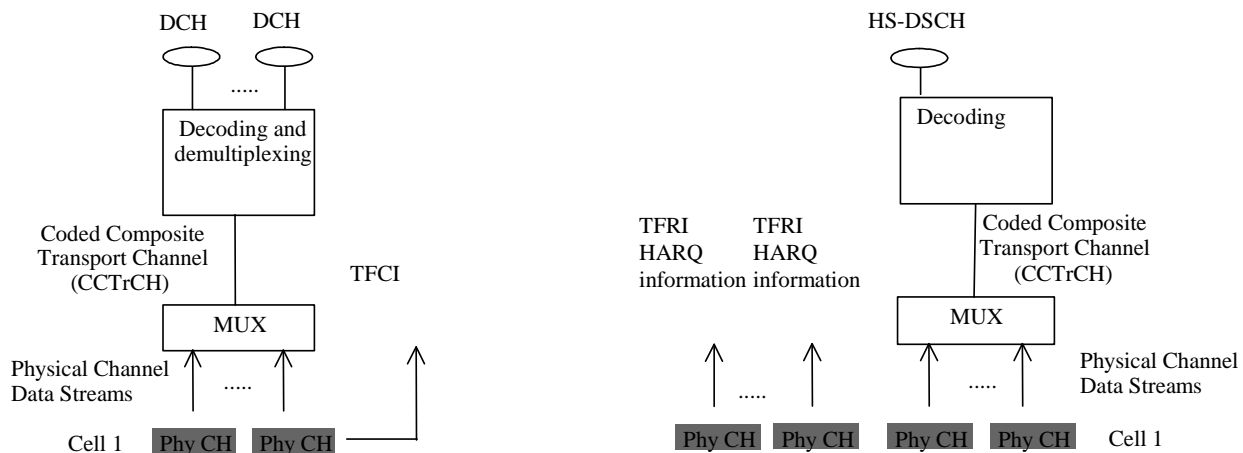 DCH DCH
.....
Decoding and
demultiplexing
Coded Composite
Transport Channel
(CCTrCH)
TFCI
MUX
Physical Channel
Data Streams
.....
Cell 1 Phy CH Phy CH
HS-DSCH
Decoding
TFRI
HARQ
information
TFRI
HARQ
information
Coded Composite
Transport Channel
(CCTrCH)
MUX
Physical Channel
Data Streams
.....
.....
Phy CH Phy CH Phy CH Phy CH Cell 1